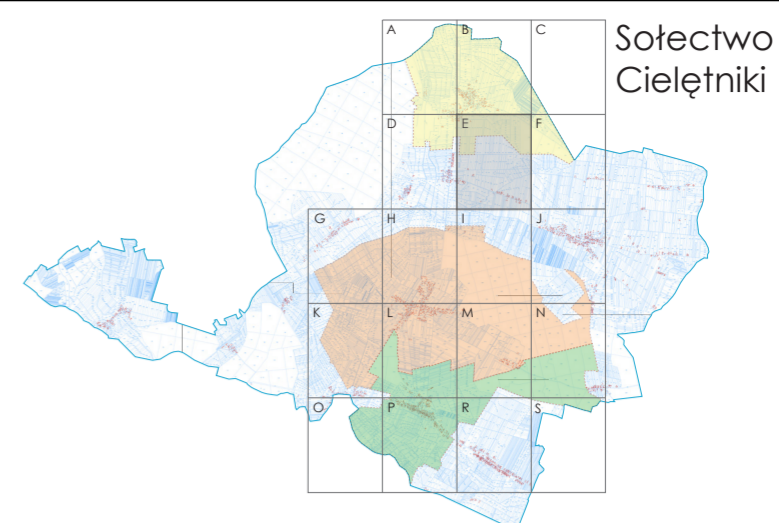 A B C
Sołectwo
Cielętniki
D E F
G H I J
K L M N
O P R S